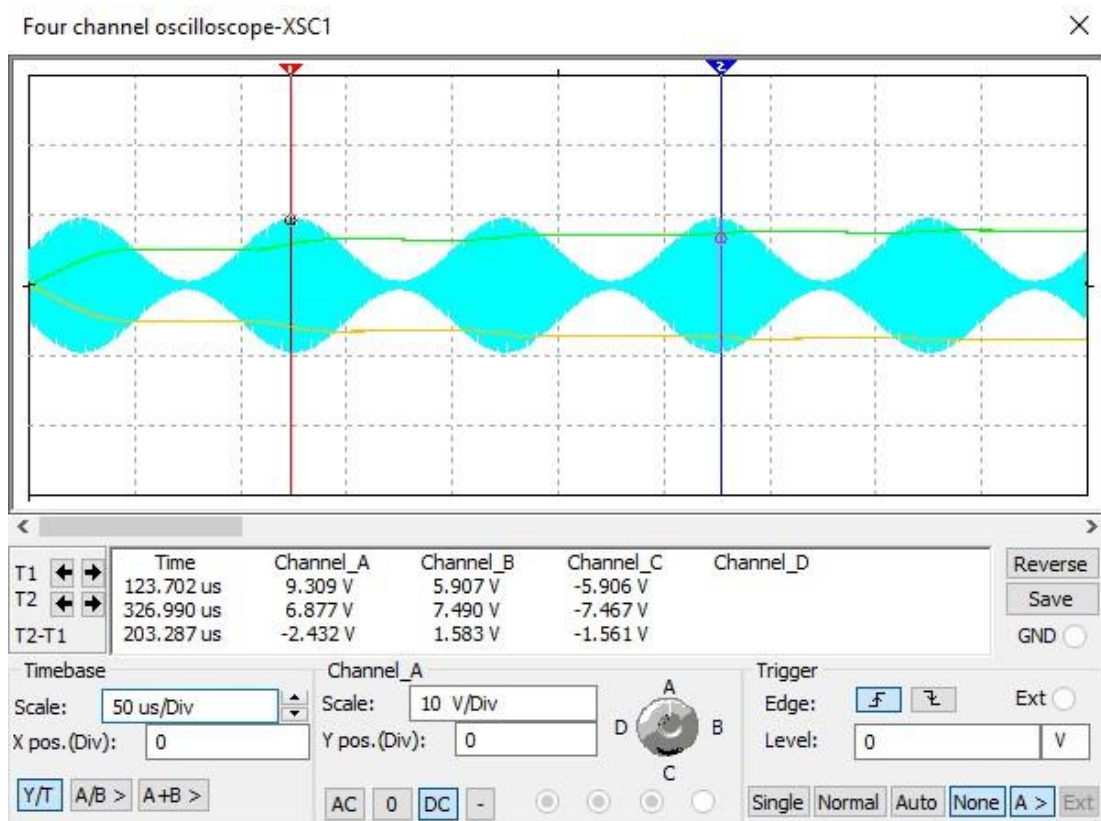 Four channel oscilloscope-XSC1
1 2
Time Channel_A Channel_B Channel_C Channel_D
T1 123.702 us 9.309 V 5.907 V -5.906 V
T2 326.990 us 6.877 V 7.490 V -7.467 V
T2-T1 203.287 us -2.432 V 1.583 V -1.561 V
Reverse
Save
GND
Timebase
Scale: 50 us/Div
X pos.(Div): 0
Y/T A/B > A+B >
Channel_A
Scale: 10 V/Div
Y pos.(Div): 0
AC 0 DC -
A
D B
C
Trigger
Edge: Ext
Level: 0 V
Single Normal Auto None A > Ext